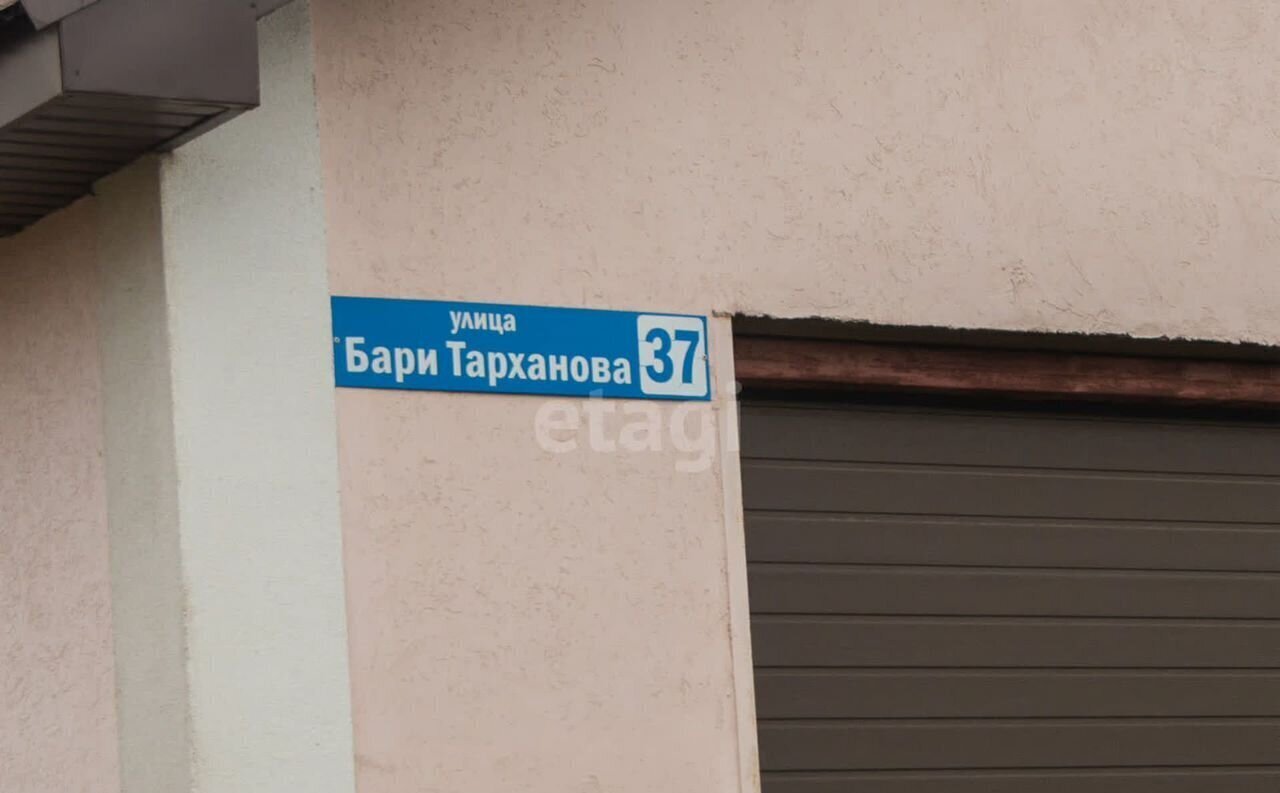 улица
Бари Тарханова 37
etagi